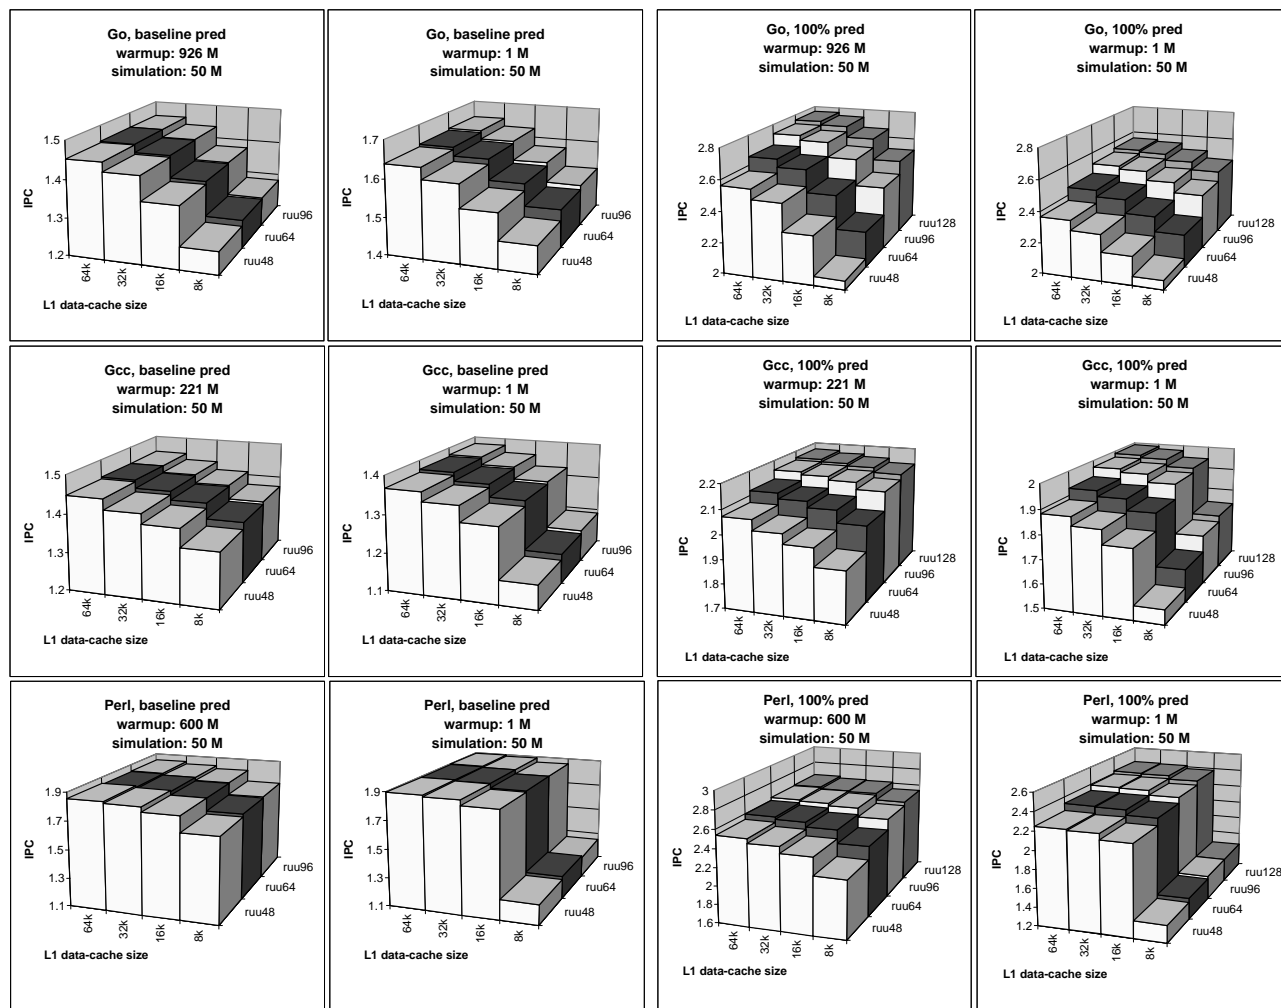 Go, baseline pred
warmup: 926 M
simulation: 50 M
1.5
1.4
1.3
1.2
IPC
64k
32k
16k
8k
ruu96
ruu64
ruu48
L1 data-cache size
Go, baseline pred
warmup: 1 M
simulation: 50 M
1.7
1.6
1.5
1.4
IPC
64k
32k
16k
8k
ruu96
ruu64
ruu48
L1 data-cache size
Go, 100% pred
warmup: 926 M
simulation: 50 M
2.8
2.6
2.4
2.2
2
IPC
64k
32k
16k
8k
ruu128
ruu96
ruu64
ruu48
L1 data-cache size
Go, 100% pred
warmup: 1 M
simulation: 50 M
2.8
2.6
2.4
2.2
2
IPC
64k
32k
16k
8k
ruu128
ruu96
ruu64
ruu48
L1 data-cache size
Gcc, baseline pred
warmup: 221 M
simulation: 50 M
1.5
1.4
1.3
1.2
IPC
64k
32k
16k
8k
ruu96
ruu64
ruu48
L1 data-cache size
Gcc, baseline pred
warmup: 1 M
simulation: 50 M
1.4
1.3
1.2
1.1
IPC
64k
32k
16k
8k
ruu96
ruu64
ruu48
L1 data-cache size
Gcc, 100% pred
warmup: 221 M
simulation: 50 M
2.2
2.1
2
1.9
1.8
1.7
IPC
64k
32k
16k
8k
ruu128
ruu96
ruu64
ruu48
L1 data-cache size
Gcc, 100% pred
warmup: 1 M
simulation: 50 M
2
1.9
1.8
1.7
1.6
1.5
IPC
64k
32k
16k
8k
ruu128
ruu96
ruu64
ruu48
L1 data-cache size
Perl, baseline pred
warmup: 600 M
simulation: 50 M
1.9
1.7
1.5
1.3
1.1
IPC
64k
32k
16k
8k
ruu96
ruu64
ruu48
L1 data-cache size
Perl, baseline pred
warmup: 1 M
simulation: 50 M
1.9
1.7
1.5
1.3
1.1
IPC
64k
32k
16k
8k
ruu96
ruu64
ruu48
L1 data-cache size
Perl, 100% pred
warmup: 600 M
simulation: 50 M
3
2.8
2.6
2.4
2.2
2
1.8
1.6
IPC
64k
32k
16k
8k
ruu128
ruu96
ruu64
ruu48
L1 data-cache size
Perl, 100% pred
warmup: 1 M
simulation: 50 M
2.6
2.4
2.2
2
1.8
1.6
1.4
1.2
IPC
64k
32k
16k
8k
ruu128
ruu96
ruu64
ruu48
L1 data-cache size